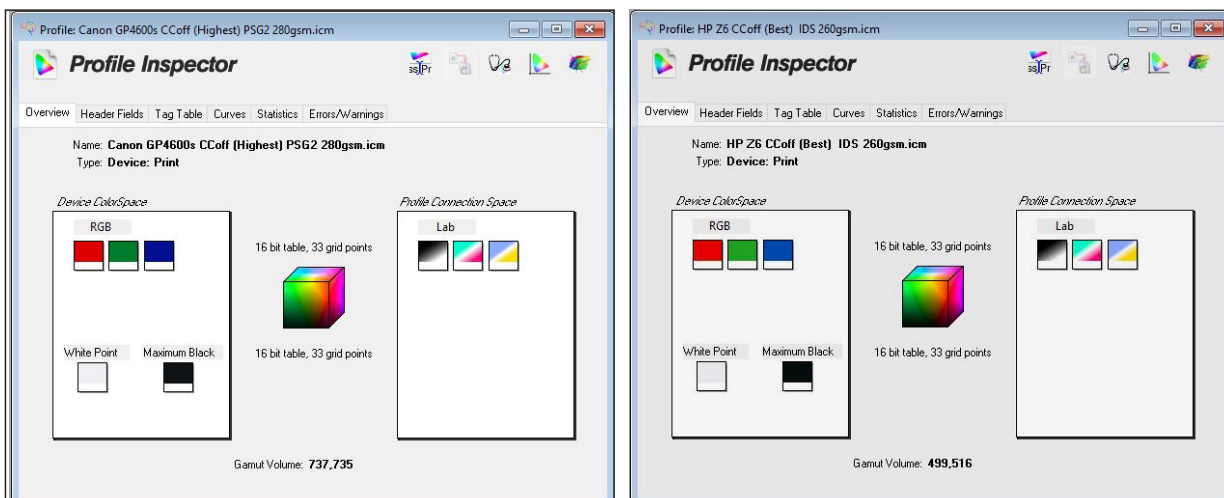 Profile: Canon GP4600s CCoff (Highest) PSG2 280gsm.icm
Profile Inspector
Overview Header Fields Tag Table Curves Statistics Errors/Warnings
Name: Canon GP4600s CCoff (Highest) PSG2 280gsm.icm
Type: Device: Print
Device ColorSpace
Profile Connection Space
RGB
Lab
16 bit table, 33 grid points
White Point
Maximum Black
16 bit table, 33 grid points
Gamut Volume: 737,735
Profile: HP Z6 CCoff (Best) IDS 260gsm.icm
Profile Inspector
Overview Header Fields Tag Table Curves Statistics Errors/Warnings
Name: HP Z6 CCoff (Best) IDS 260gsm.icm
Type: Device: Print
Device ColorSpace
Profile Connection Space
RGB
Lab
16 bit table, 33 grid points
White Point
Maximum Black
16 bit table, 33 grid points
Gamut Volume: 499,516